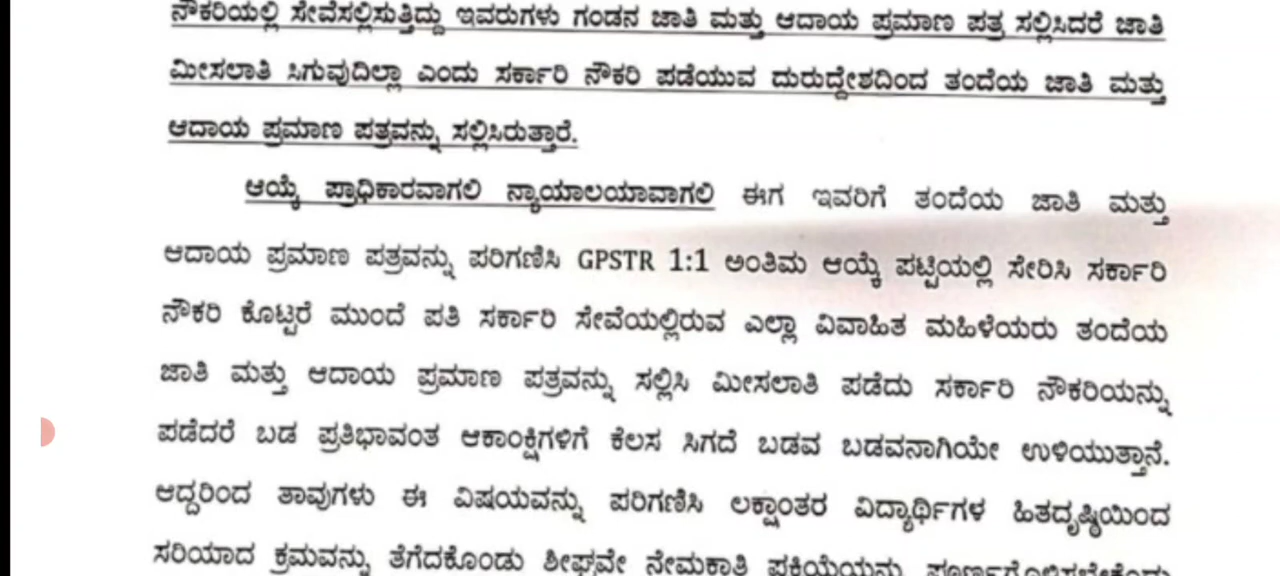 ನೌಕರಿಯಲ್ಲಿ ಸೇವೆಸಲ್ಲಿಸುತ್ತಿದ್ದು ಇವರುಗಳು ಗಂಡನ ಜಾತಿ ಮತ್ತು ಆದಾಯ ಪ್ರಮಾಣ ಪತ್ರ ಸಲ್ಲಿಸಿದರೆ ಜಾತಿ
ಮೀಸಲಾತಿ ಸಿಗುವುದಿಲ್ಲಾ ಎಂದು ಸರ್ಕಾರಿ ನೌಕರಿ ಪಡೆಯುವ ದುರುದ್ದೇಶದಿಂದ ತಂದೆಯ ಜಾತಿ ಮತ್ತು
ಆದಾಯ ಪ್ರಮಾಣ ಪತ್ರವನ್ನು ಸಲ್ಲಿಸಿರುತ್ತಾರೆ.
ಆಯ್ಕೆ ಪ್ರಾಧಿಕಾರವಾಗಲಿ ನ್ಯಾಯಾಲಯಾವಾಗಲಿ ಈಗ ಇವರಿಗೆ ತಂದೆಯ ಜಾತಿ ಮತ್ತು
ಆದಾಯ ಪ್ರಮಾಣ ಪತ್ರವನ್ನು ಪರಿಗಣಿಸಿ GPSTR 1:1 ಅಂತಿಮ ಆಯ್ಕೆ ಪಟ್ಟಿಯಲ್ಲಿ ಸೇರಿಸಿ ಸರ್ಕಾರಿ
ನೌಕರಿ ಕೊಟ್ಟರೆ ಮುಂದೆ ಪತಿ ಸರ್ಕಾರಿ ಸೇವೆಯಲ್ಲಿರುವ ಎಲ್ಲಾ ವಿವಾಹಿತ ಮಹಿಳೆಯರು ತಂದೆಯ
ಜಾತಿ ಮತ್ತು ಆದಾಯ ಪ್ರಮಾಣ ಪತ್ರವನ್ನು ಸಲ್ಲಿಸಿ ಮೀಸಲಾತಿ ಪಡೆದು ಸರ್ಕಾರಿ ನೌಕರಿಯನ್ನು
ಪಡೆದರೆ ಬಡ ಪ್ರತಿಭಾವಂತ ಆಕಾಂಕ್ಷಿಗಳಿಗೆ ಕೆಲಸ ಸಿಗದೆ ಬಡವ ಬಡವನಾಗಿಯೇ ಉಳಿಯುತ್ತಾನೆ.
ಆದ್ದರಿಂದ ತಾವುಗಳು ಈ ವಿಷಯವನ್ನು ಪರಿಗಣಿಸಿ ಲಕ್ಷಾಂತರ ವಿದ್ಯಾರ್ಥಿಗಳ ಹಿತದೃಷ್ಠಿಯಿಂದ
ಸರಿಯಾದ ಕ್ರಮವನ್ನು ತೆಗೆದಕೊಂಡು ಶೀಘ್ರವೇ ನೇಮಕಾತಿ